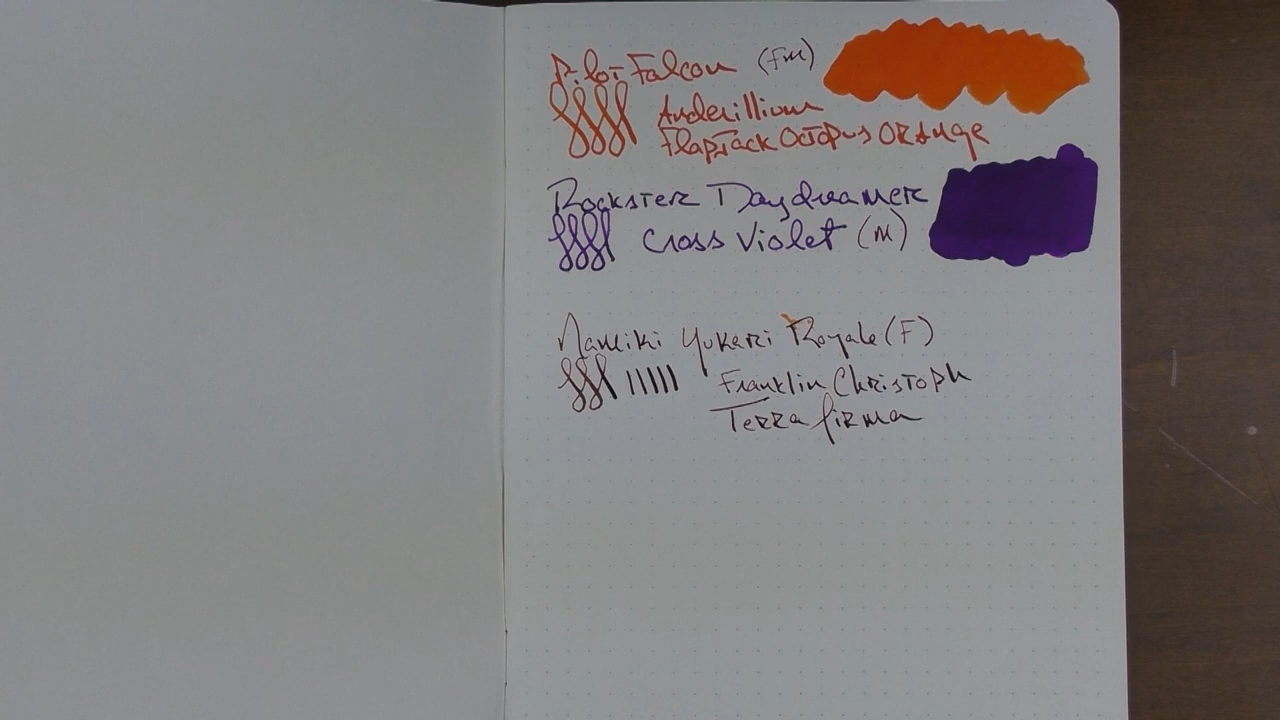 Pilot Falcon (FM)
Anderillium
Flapjack Octopus Orange
Rockster Daydreamer
Cross Violet (M)
Namiki Yukari Royale (F)
Franklin Christoph
Terra firma